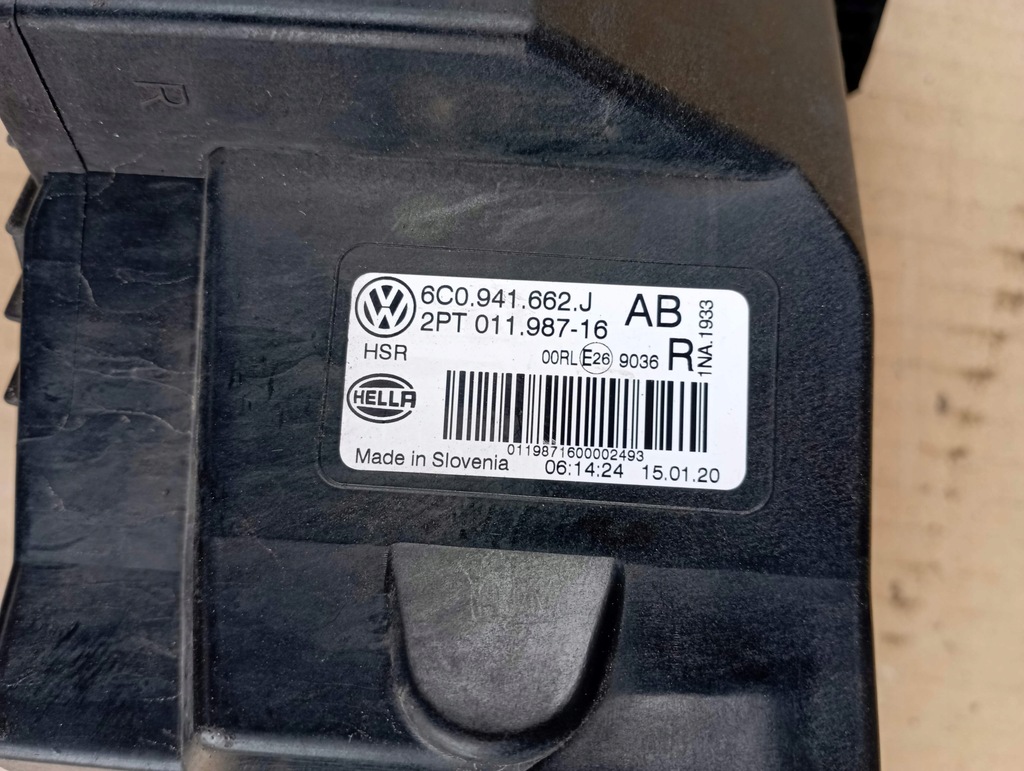 R
6C0.941.662.J AB
2PT 011.987-16
1NA.1933
HSR 00RL E26 9036 R
HELLA
0119871600002493
Made in Slovenia 06:14:24 15.01.20